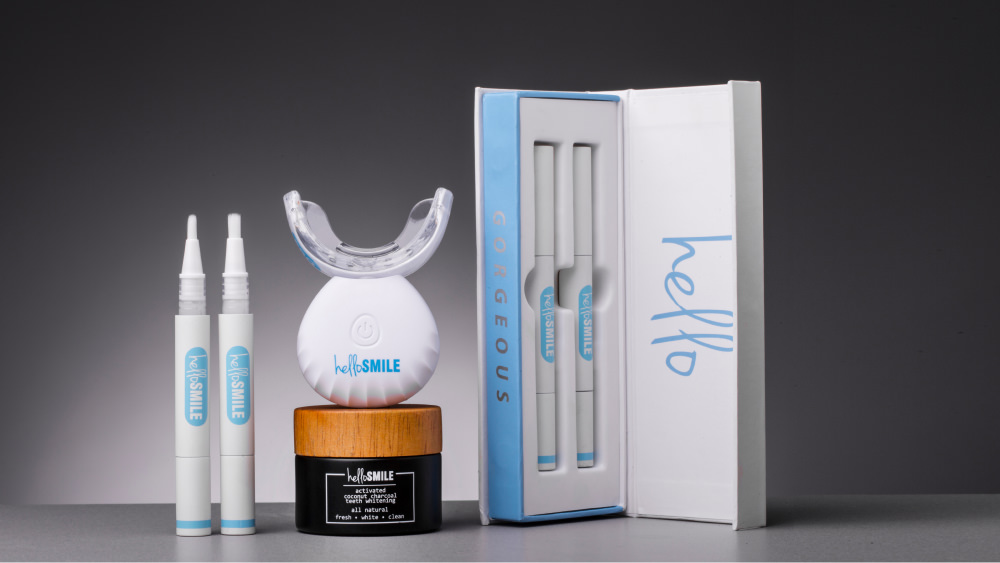 helloSMILE
helloSMILE
helloSMILE
helloSMILE
activated
coconut charcoal
teeth whitening
all natural
fresh • white • clean
GORGEOUS
helloSMILE
helloSMILE
hello